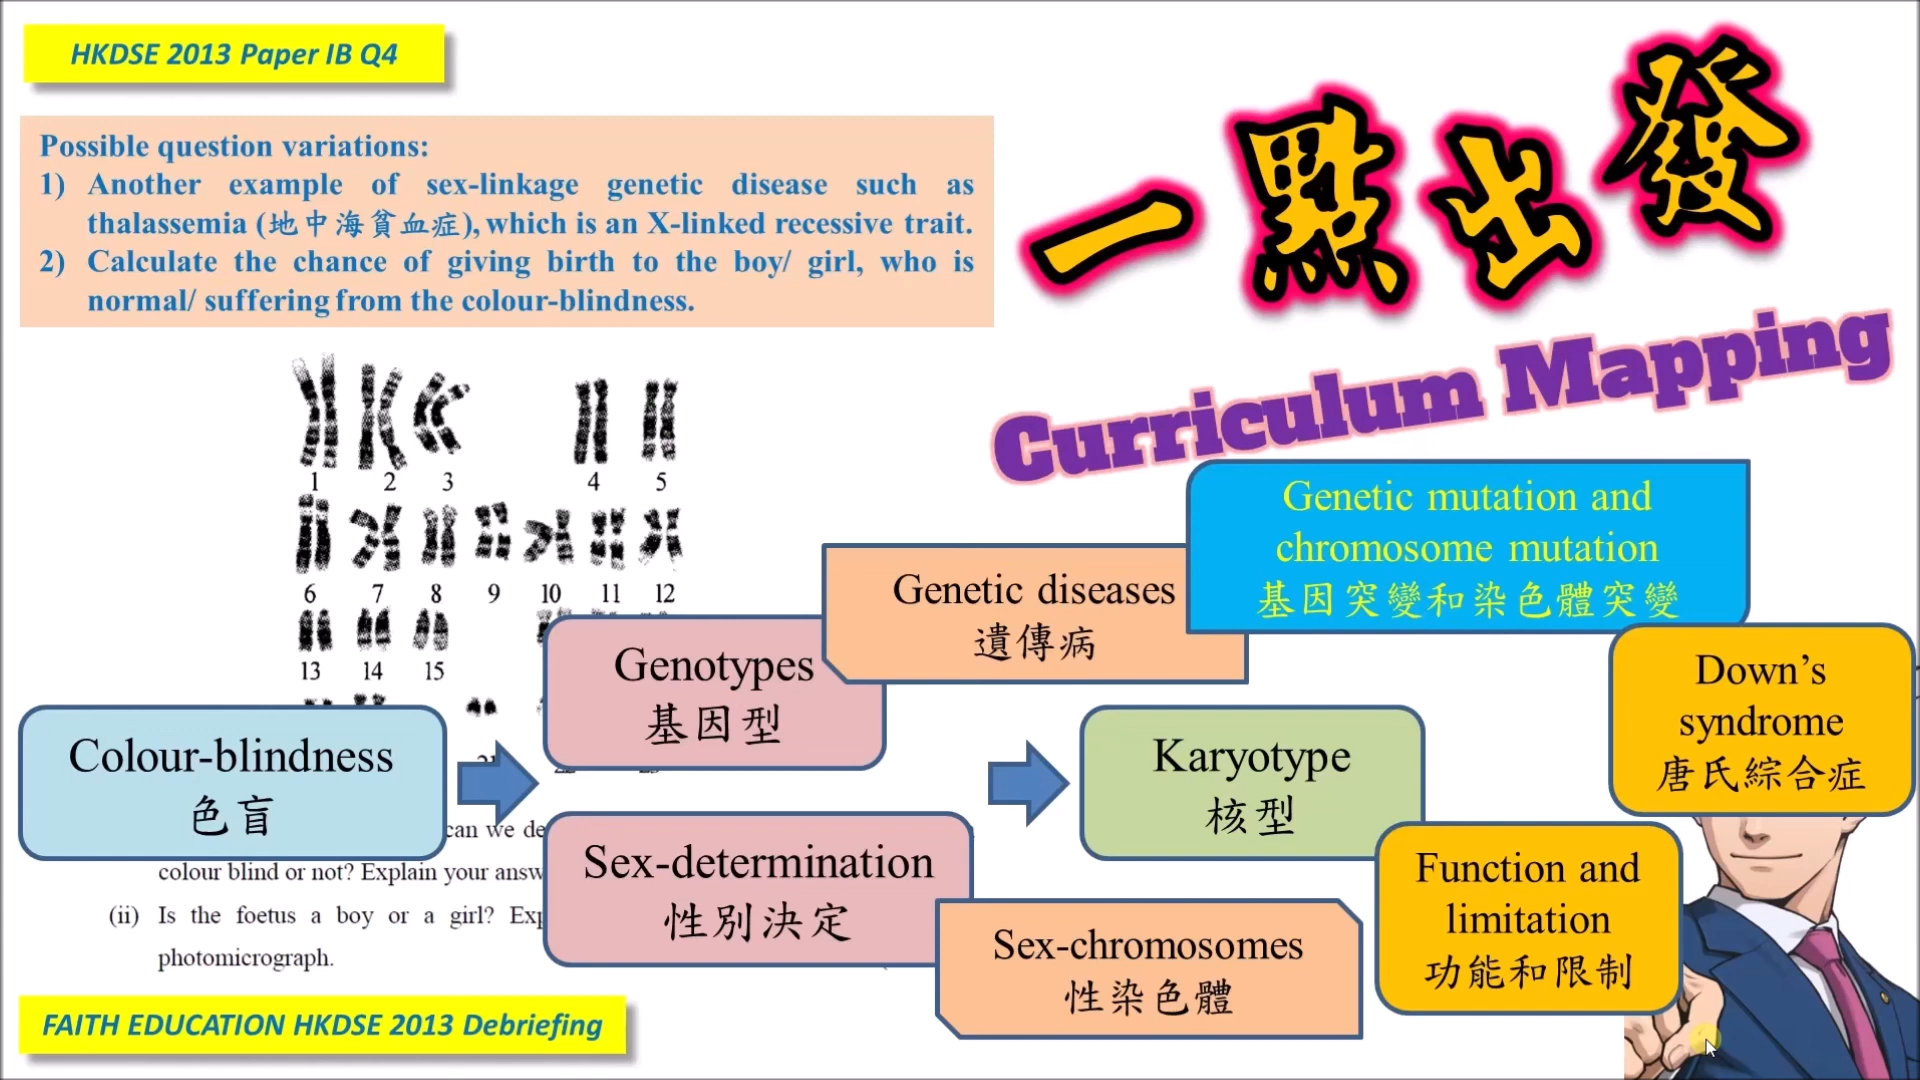 HKDSE 2013 Paper IB Q4
一點出發
Possible question variations:
1) Another example of sex-linkage genetic disease such as
thalassemia (地中海貧血症), which is an X-linked recessive trait.
2) Calculate the chance of giving birth to the boy/ girl, who is
normal/ suffering from the colour-blindness.
Curriculum Mapping
1 2 3 4 5
6 7 8 9 10 11 12
13 14 15
Genetic mutation and
chromosome mutation
基因突變和染色體突變
Genetic diseases
遺傳病
Genotypes
基因型
Down’s
syndrome
唐氏綜合症
Colour-blindness
色盲
Karyotype
核型
can we de
colour blind or not? Explain your answ
(ii) Is the foetus a boy or a girl? Exp
photomicrograph.
Sex-determination
性別決定
Function and
limitation
功能和限制
Sex-chromosomes
性染色體
FAITH EDUCATION HKDSE 2013 Debriefing